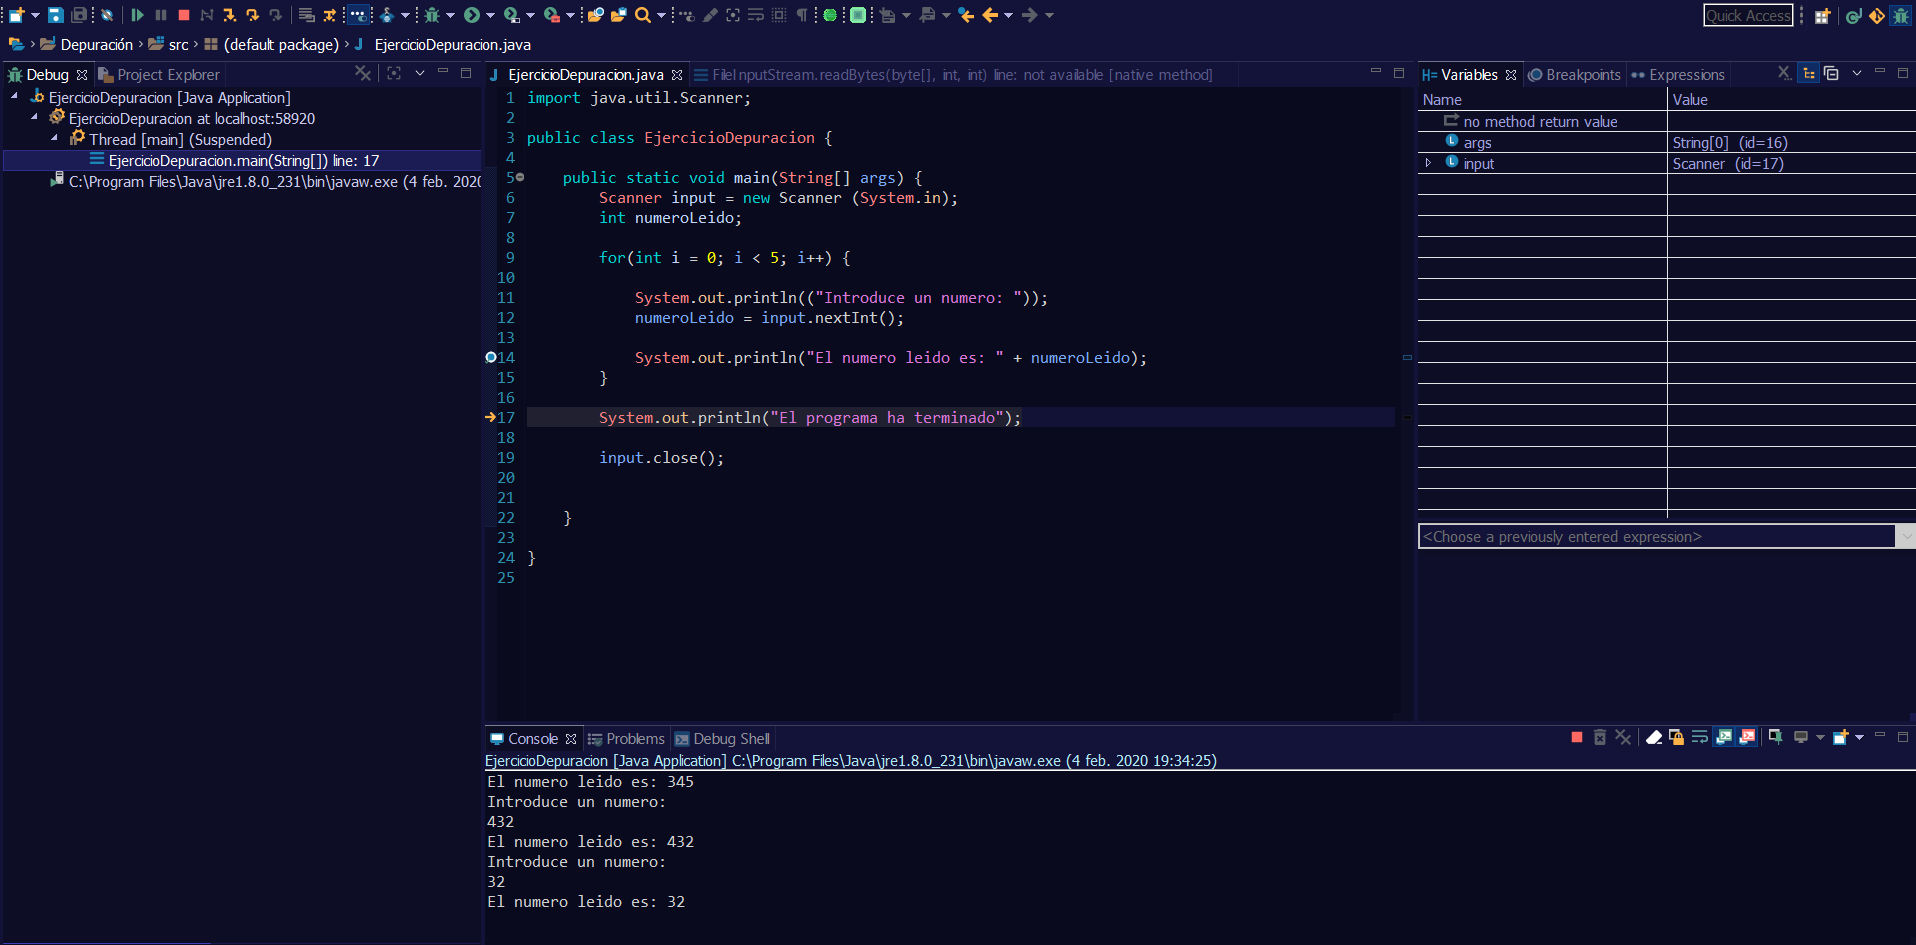 Quick Access
Depuración
src
(default package)
EjercicioDepuracion.java
Debug
Project Explorer
EjercicioDepuracion [Java Application]
EjercicioDepuracion at localhost:58920
Thread [main] (Suspended)
EjercicioDepuracion.main(String[]) line: 17
C:\Program Files\Java\jre1.8.0_231\bin\javaw.exe (4 feb. 2020
EjercicioDepuracion.java
FileInputStream.readBytes(byte[], int, int) line: not available [native method]
1 import java.util.Scanner;
2
3 public class EjercicioDepuracion {
4
5     public static void main(String[] args) {
6         Scanner input = new Scanner (System.in);
7         int numeroLeido;
8
9         for(int i = 0; i < 5; i++) {
10
11             System.out.println(("Introduce un numero: "));
12             numeroLeido = input.nextInt();
13
14             System.out.println("El numero leido es: " + numeroLeido);
15         }
16
17         System.out.println("El programa ha terminado");
18
19         input.close();
20
21
22     }
23
24 }
25
Variables
Breakpoints
Expressions
Name Value
no method return value
args String[0] (id=16)
input Scanner (id=17)
<Choose a previously entered expression>
Console
Problems
Debug Shell
EjercicioDepuracion [Java Application] C:\Program Files\Java\jre1.8.0_231\bin\javaw.exe (4 feb. 2020 19:34:25)
El numero leido es: 345
Introduce un numero:
432
El numero leido es: 432
Introduce un numero:
32
El numero leido es: 32